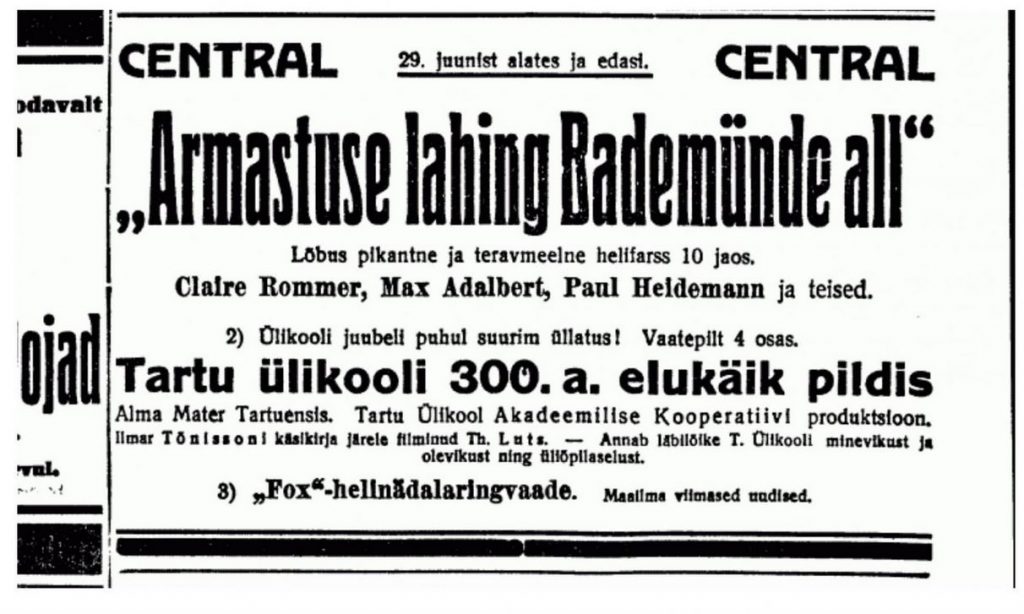 odavalt
ojad
CENTRAL 29. juunist alates ja edasi. CENTRAL
„Armastuse lahing Bademünde all“
Lõbus pikantne ja teravmeelne helifarss 10 jaos.
Claire Rommer, Max Adalbert, Paul Heidemann ja teised.
2) Ülikooli juubeli puhul suurim üllatus! Vaatepilt 4 osas.
Tartu ülikooli 300. a. elukäik pildis
Alma Mater Tartuensis. Tartu Ülikool Akadeemilise Kooperatiivi produktsioon.
Ilmar Tõnissoni käsikirja järele filminud Th. Luts. — Annab läbilõike T. Ülikooli minevikust ja
olevikust ning üliõpilaselust.
3) „Fox“-helinädalaringvaade. Maailma viimased uudised.